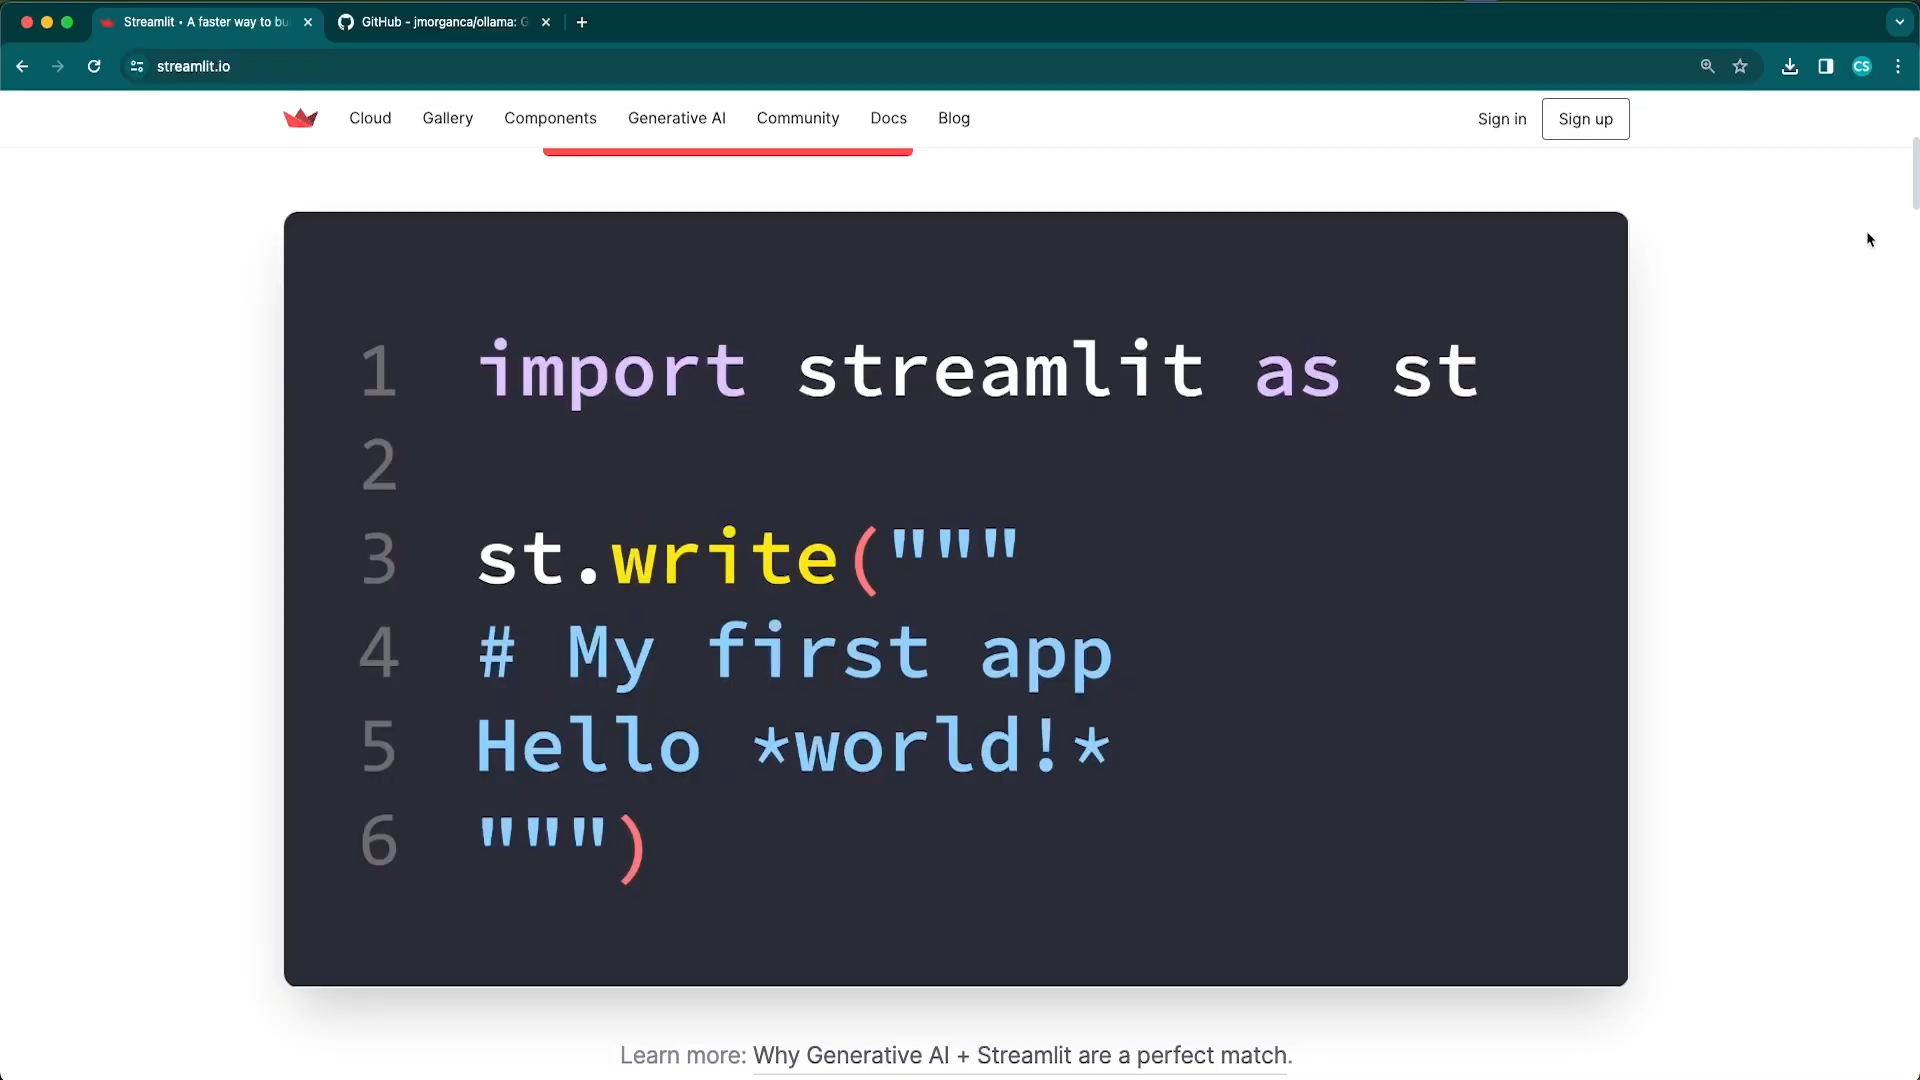 Streamlit • A faster way to bu
GitHub - jmorganca/ollama: G
streamlit.io
CS
Cloud Gallery Components Generative AI Community Docs Blog Sign in Sign up
1 import streamlit as st
2
3 st.write("""
4 # My first app
5 Hello *world!*
6 """)
Learn more: Why Generative AI + Streamlit are a perfect match.